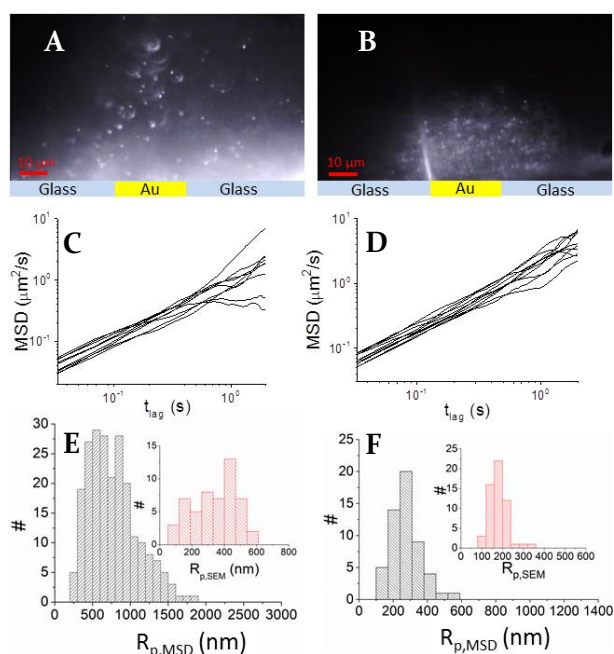 A
10 μm
Glass Au Glass
B
10 μm
Glass Au Glass
C
MSD (μm²/s)
10¹
10⁰
10⁻¹
10⁻¹ 10⁰
t_lag (s)
D
MSD (μm²/s)
10¹
10⁰
10⁻¹
10⁻¹ 10⁰
t_lag (s)
E
#
30
25
20
15
10
5
0
500 1000 1500 2000 2500 3000
R_p,MSD (nm)
#
15
10
5
0
0 400 800
R_p,SEM (nm)
F
#
25
20
15
10
5
0
200 400 600 800 1000 1200 1400
R_p,MSD (nm)
#
25
20
15
10
5
0
0 100 200 300 400 500 600
R_p,SEM